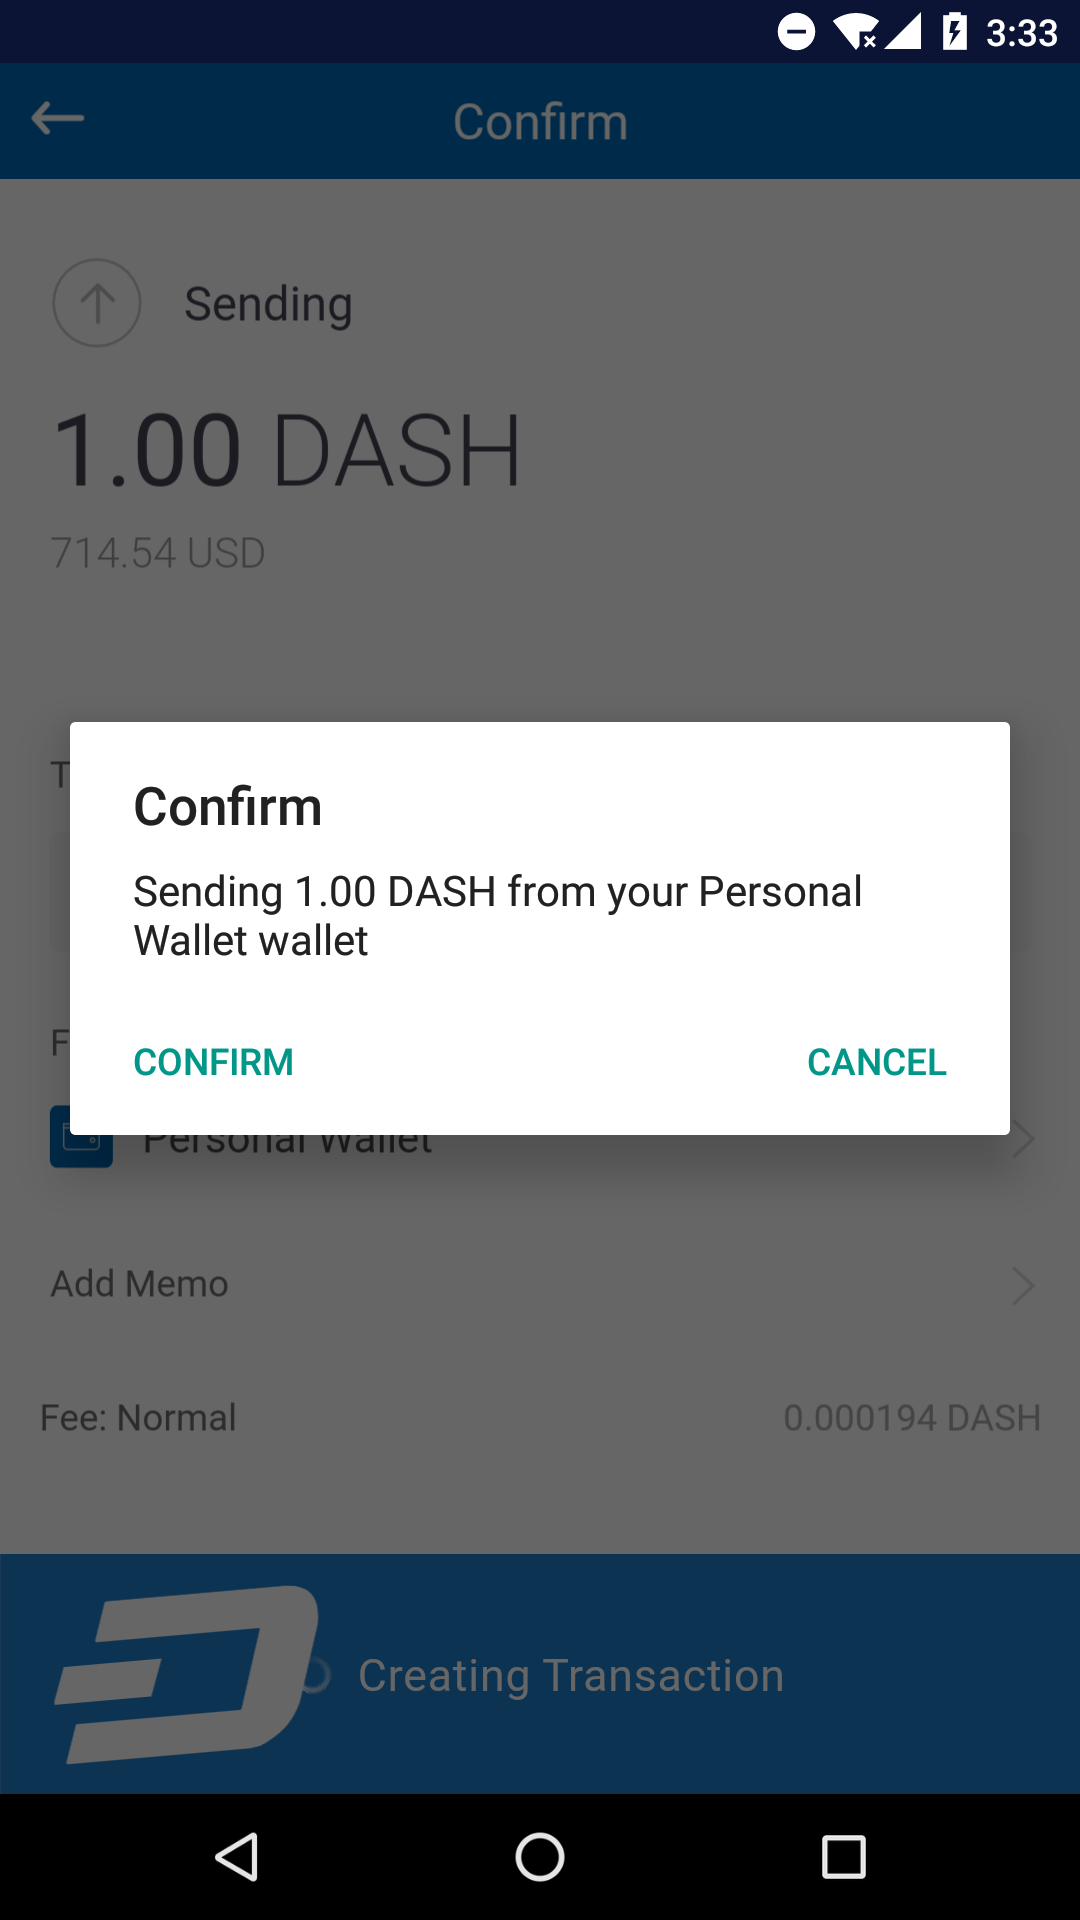 3:33
Confirm
Sending
1.00 DASH
714.54 USD
T
Confirm
Sending 1.00 DASH from your Personal
Wallet wallet
F
CONFIRM
CANCEL
Personal Wallet
Add Memo
Fee: Normal
0.000194 DASH
Creating Transaction